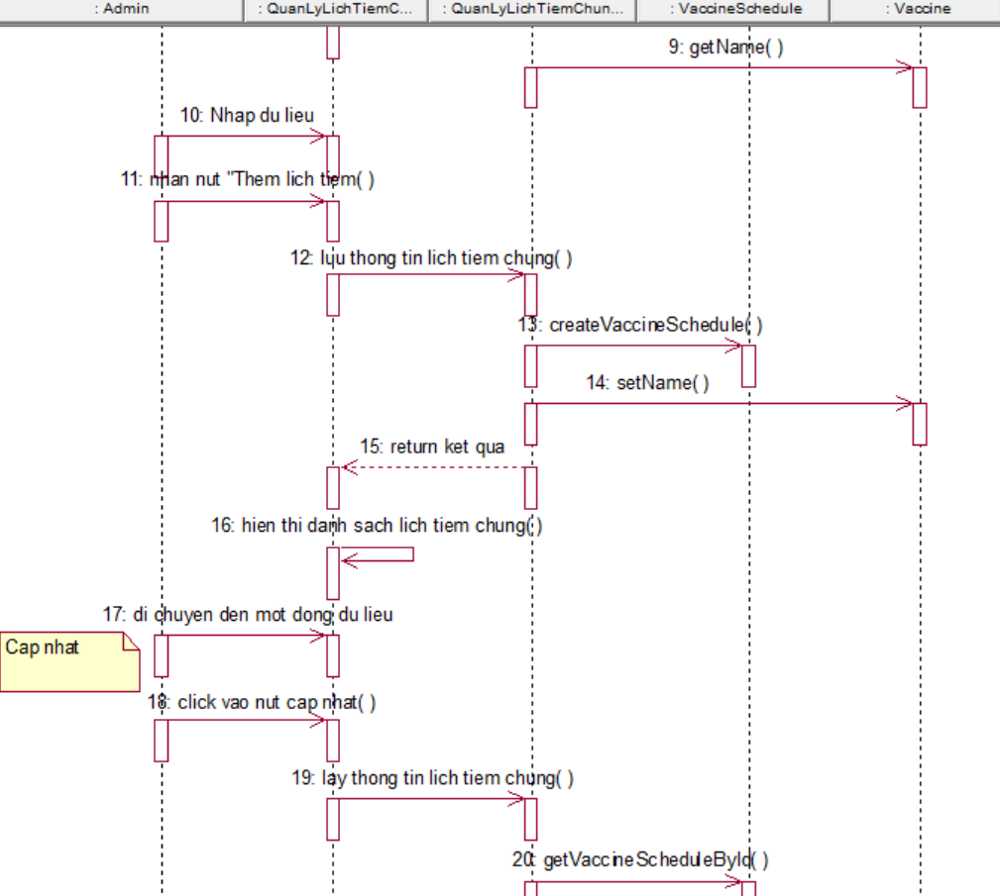 : Admin
: QuanLyLichTiemC...
: QuanLyLichTiemChun...
: VaccineSchedule
: Vaccine
9: getName( )
10: Nhap du lieu
11: nhan nut "Them lich tiem( )
12: luu thong tin lich tiem chung( )
13: createVaccineSchedule( )
14: setName( )
15: return ket qua
16: hien thi danh sach lich tiem chung( )
17: di chuyen den mot dong du lieu
Cap nhat
18: click vao nut cap nhat( )
19: lay thong tin lich tiem chung( )
20: getVaccineScheduleById( )